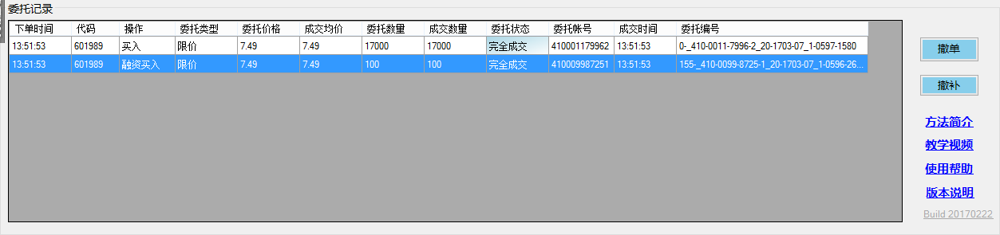 委托记录
下单时间 代码 操作 委托类型 委托价格 成交均价 委托数量 成交数量 委托状态 委托帐号 成交时间 委托编号
13:51:53 601989 买入 限价 7.49 7.49 17000 17000 完全成交 410001179962 13:51:53 0-_410-0011-7996-2_20-1703-07_1-0597-1580
13:51:53 601989 融资买入 限价 7.49 7.49 100 100 完全成交 410009987251 13:51:53 155-_410-0099-8725-1_20-1703-07_1-0596-26...
撤单
撤补
方法简介
教学视频
使用帮助
版本说明
Build 20170222